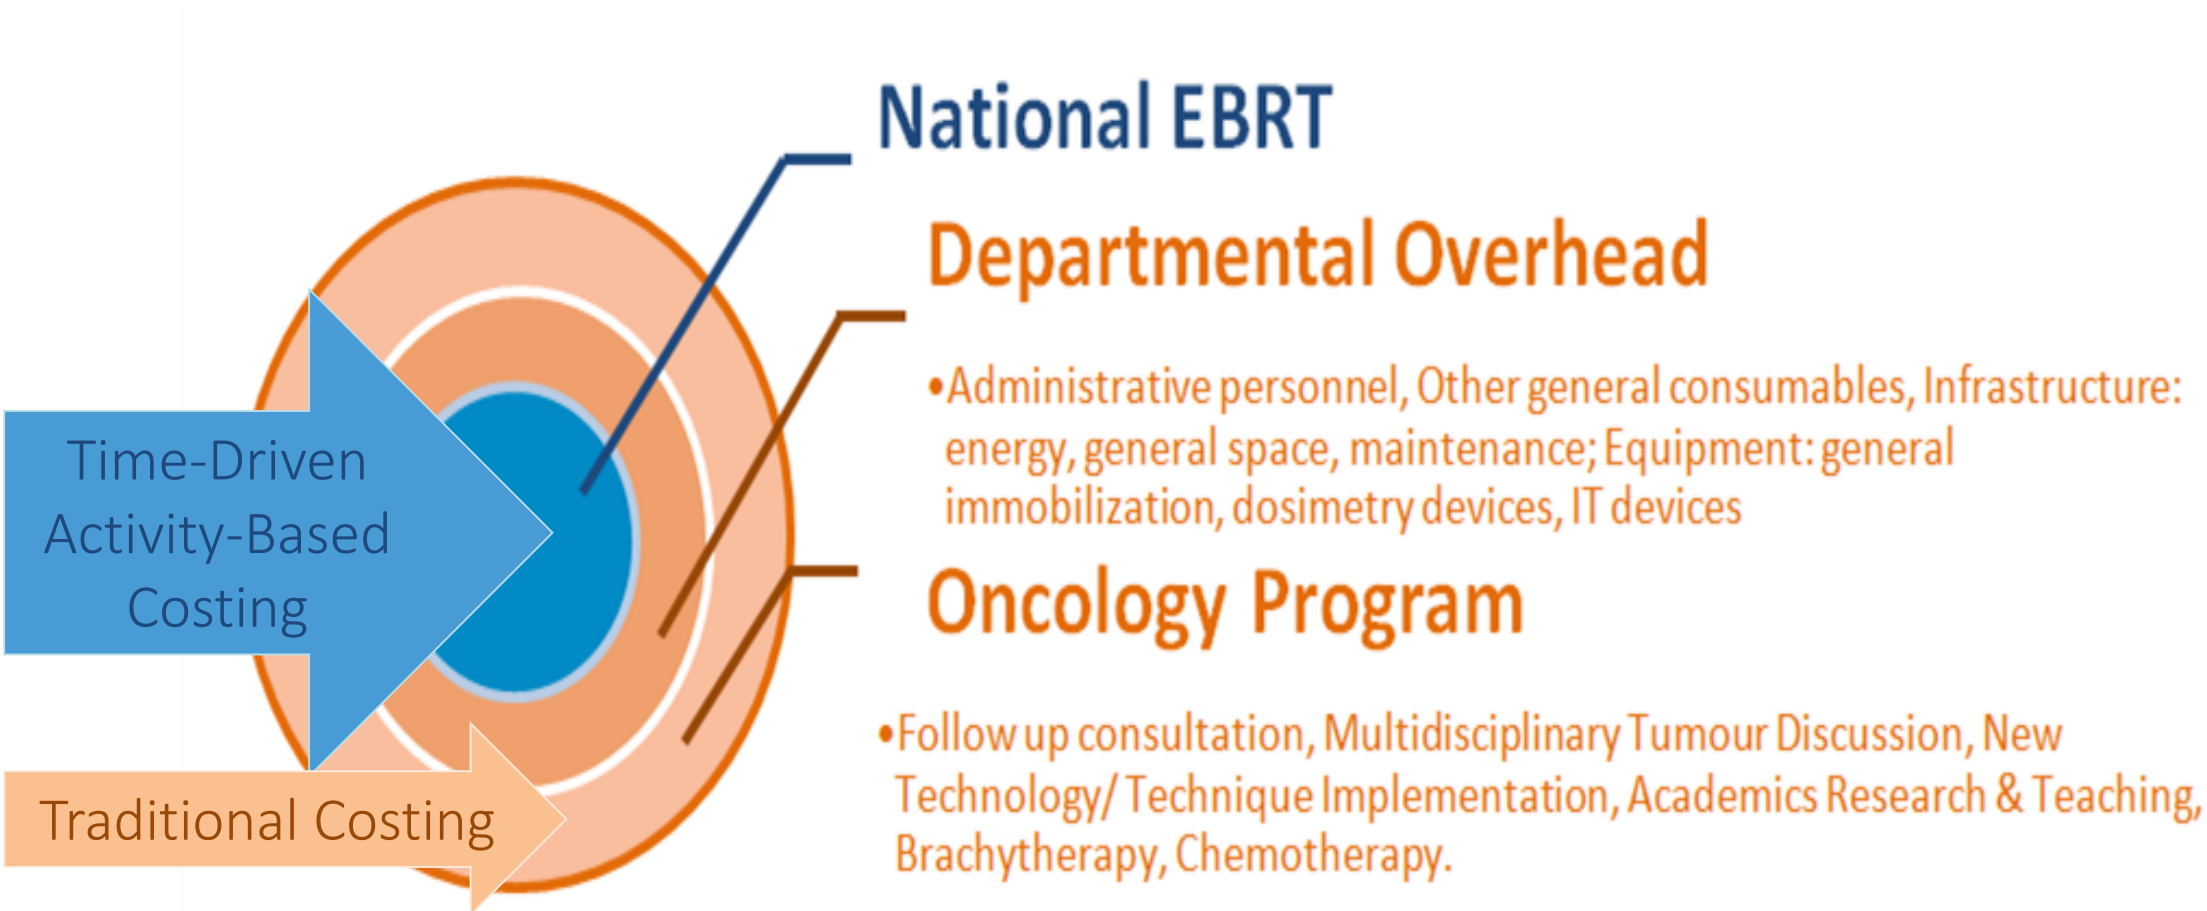 National EBRT
Departmental Overhead
•Administrative personnel, Other general consumables, Infrastructure:
energy, general space, maintenance; Equipment: general
immobilization, dosimetry devices, IT devices
Oncology Program
•Follow up consultation, Multidisciplinary Tumour Discussion, New
Technology/ Technique Implementation, Academics Research & Teaching,
Brachytherapy, Chemotherapy.
Time-Driven
Activity-Based
Costing
Traditional Costing